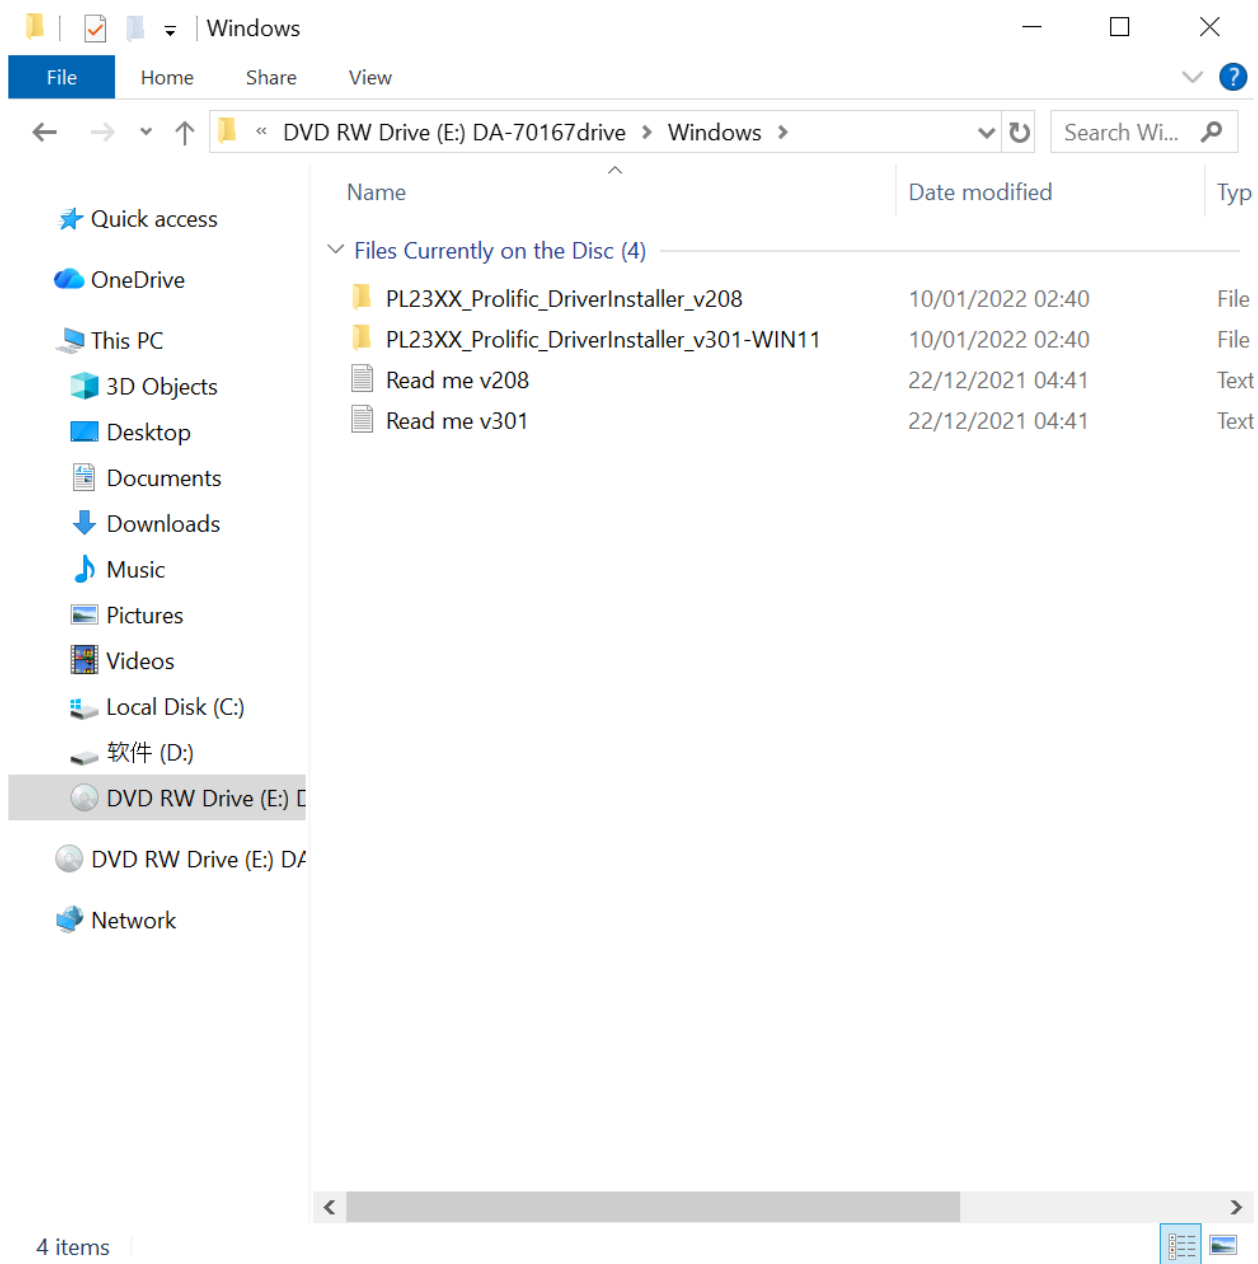 Windows
File Home Share View
« DVD RW Drive (E:) DA-70167drive > Windows > Search Wi...
Name Date modified Typ
Quick access
Files Currently on the Disc (4)
OneDrive
PL23XX_Prolific_DriverInstaller_v208 10/01/2022 02:40 File
This PC
PL23XX_Prolific_DriverInstaller_v301-WIN11 10/01/2022 02:40 File
3D Objects
Read me v208 22/12/2021 04:41 Text
Desktop
Read me v301 22/12/2021 04:41 Text
Documents
Downloads
Music
Pictures
Videos
Local Disk (C:)
软件 (D:)
DVD RW Drive (E:) D
DVD RW Drive (E:) DA
Network
4 items